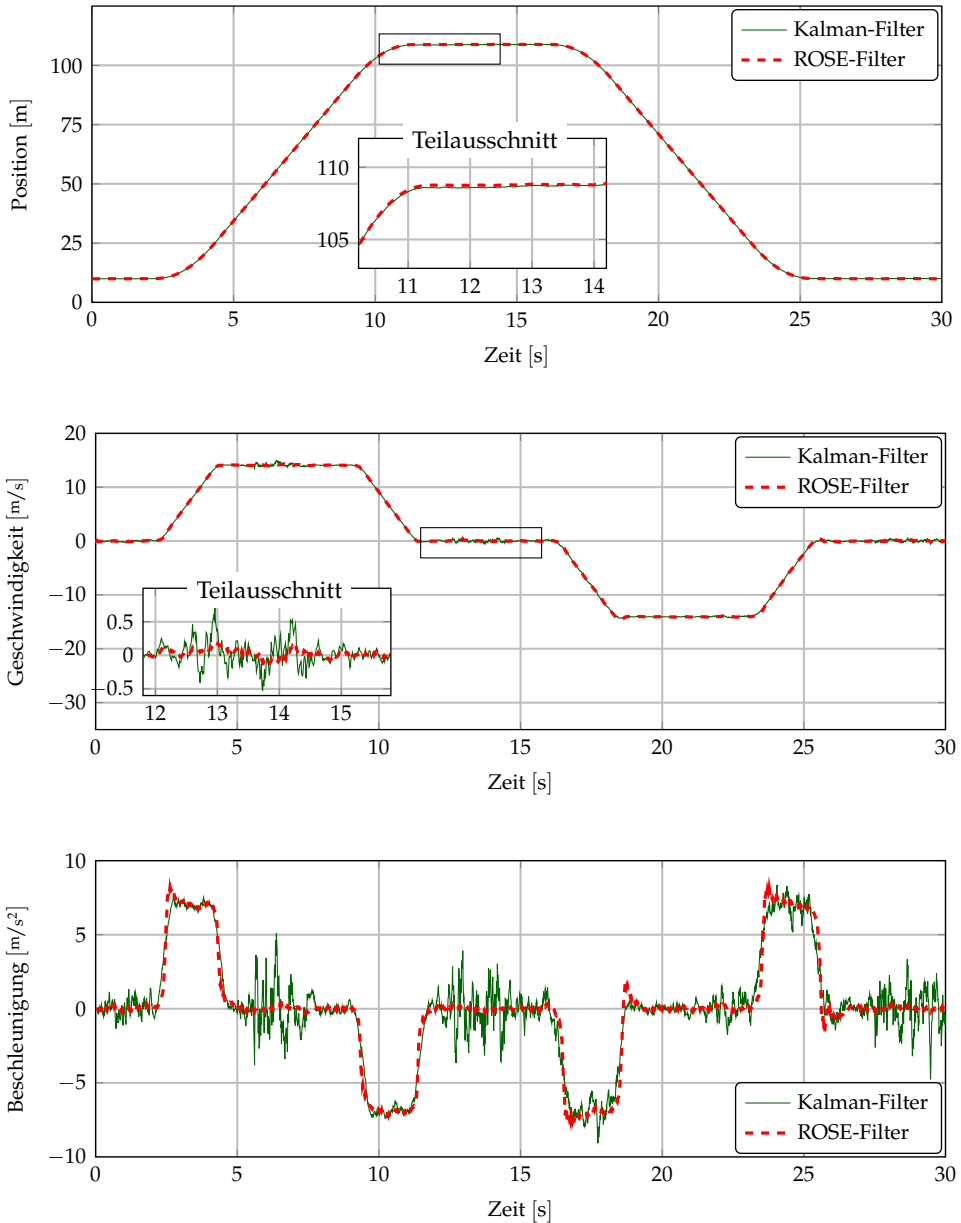 Position [m]
100
75
50
25
0
Kalman-Filter
ROSE-Filter
Teilausschnitt
110
105
11 12 13 14
0 5 10 15 20 25 30
Zeit [s]
Geschwindigkeit [m/s]
20
10
0
−10
−20
−30
Kalman-Filter
ROSE-Filter
Teilausschnitt
0.5
0
−0.5
12 13 14 15
0 5 10 15 20 25 30
Zeit [s]
Beschleunigung [m/s²]
10
5
0
−5
−10
Kalman-Filter
ROSE-Filter
0 5 10 15 20 25 30
Zeit [s]